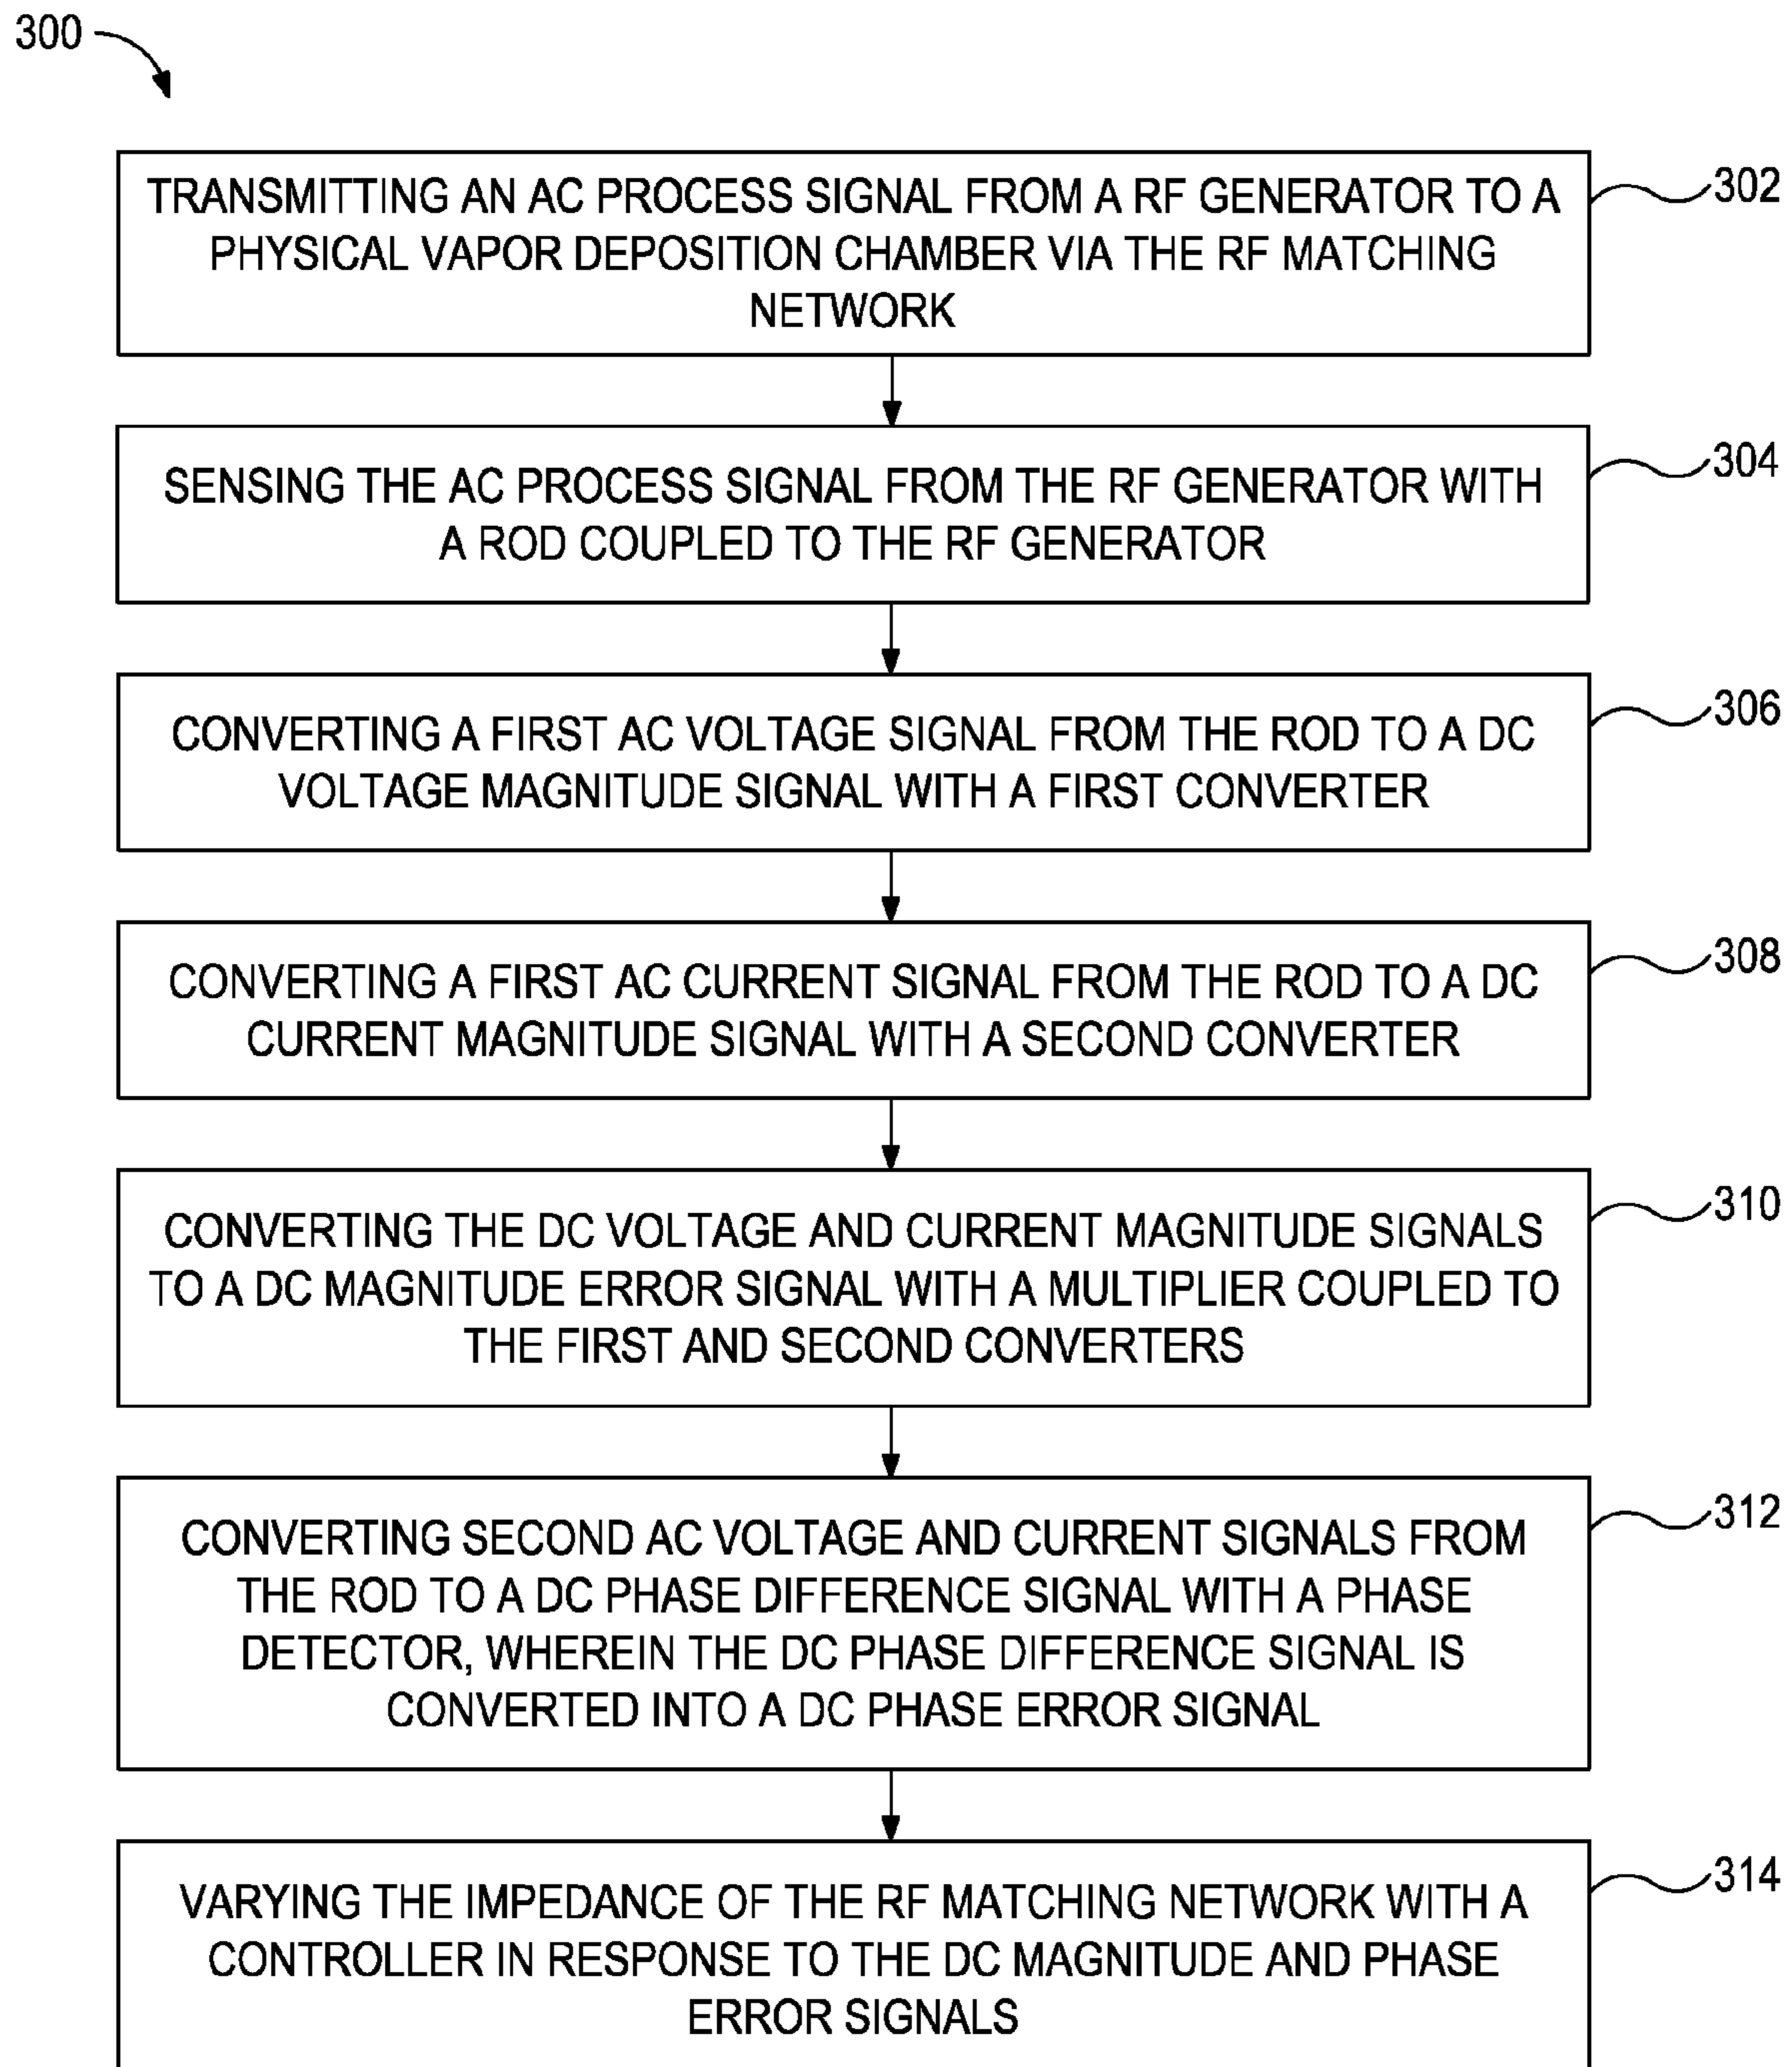 300
TRANSMITTING AN AC PROCESS SIGNAL FROM A RF GENERATOR TO A
PHYSICAL VAPOR DEPOSITION CHAMBER VIA THE RF MATCHING
NETWORK
302
SENSING THE AC PROCESS SIGNAL FROM THE RF GENERATOR WITH
A ROD COUPLED TO THE RF GENERATOR
304
CONVERTING A FIRST AC VOLTAGE SIGNAL FROM THE ROD TO A DC
VOLTAGE MAGNITUDE SIGNAL WITH A FIRST CONVERTER
306
CONVERTING A FIRST AC CURRENT SIGNAL FROM THE ROD TO A DC
CURRENT MAGNITUDE SIGNAL WITH A SECOND CONVERTER
308
CONVERTING THE DC VOLTAGE AND CURRENT MAGNITUDE SIGNALS
TO A DC MAGNITUDE ERROR SIGNAL WITH A MULTIPLIER COUPLED TO
THE FIRST AND SECOND CONVERTERS
310
CONVERTING SECOND AC VOLTAGE AND CURRENT SIGNALS FROM
THE ROD TO A DC PHASE DIFFERENCE SIGNAL WITH A PHASE
DETECTOR, WHEREIN THE DC PHASE DIFFERENCE SIGNAL IS
CONVERTED INTO A DC PHASE ERROR SIGNAL
312
VARYING THE IMPEDANCE OF THE RF MATCHING NETWORK WITH A
CONTROLLER IN RESPONSE TO THE DC MAGNITUDE AND PHASE
ERROR SIGNALS
314